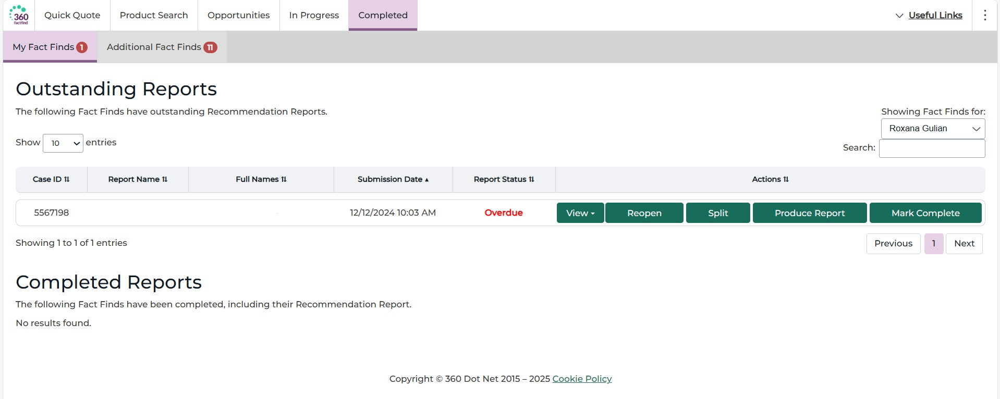 360
factfind
Quick Quote
Product Search
Opportunities
In Progress
Completed
Useful Links
My Fact Finds 1
Additional Fact Finds 11
Outstanding Reports
The following Fact Finds have outstanding Recommendation Reports.
Showing Fact Finds for:
Roxana Gulian
Show 10 entries
Search:
Case ID Report Name Full Names Submission Date Report Status Actions
5567198 12/12/2024 10:03 AM Overdue View Reopen Split Produce Report Mark Complete
Showing 1 to 1 of 1 entries
Previous 1 Next
Completed Reports
The following Fact Finds have been completed, including their Recommendation Report.
No results found.
Copyright © 360 Dot Net 2015 – 2025 Cookie Policy